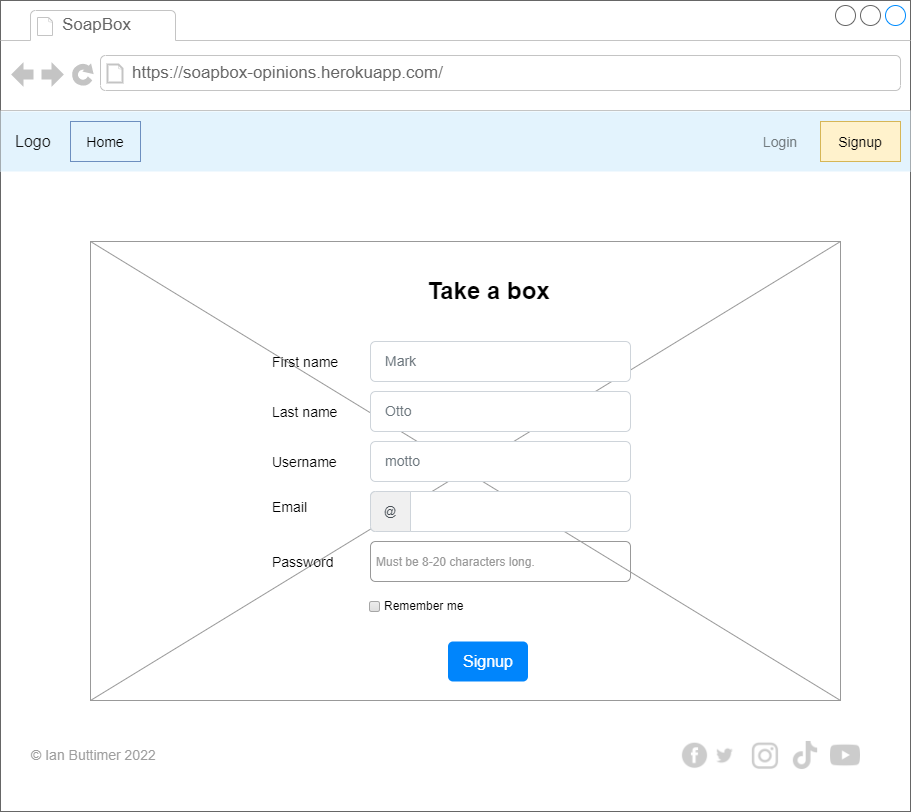 SoapBox
https://soapbox-opinions.herokuapp.com/
Logo Home Login Signup
Take a box
First name Mark
Last name Otto
Username motto
Email @
Password Must be 8-20 characters long.
Remember me
Signup
© Ian Buttimer 2022